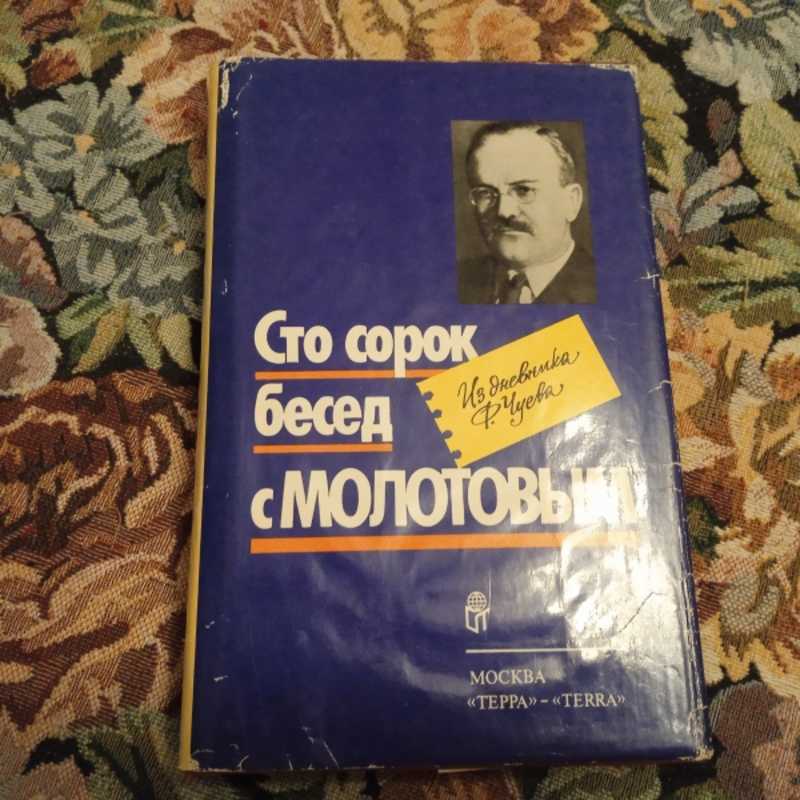 Сто сорок
бесед
Из дневника
Ф. Чуева
с МОЛОТОВЫМ
МОСКВА
«ТЕРРА» – «TERRA»